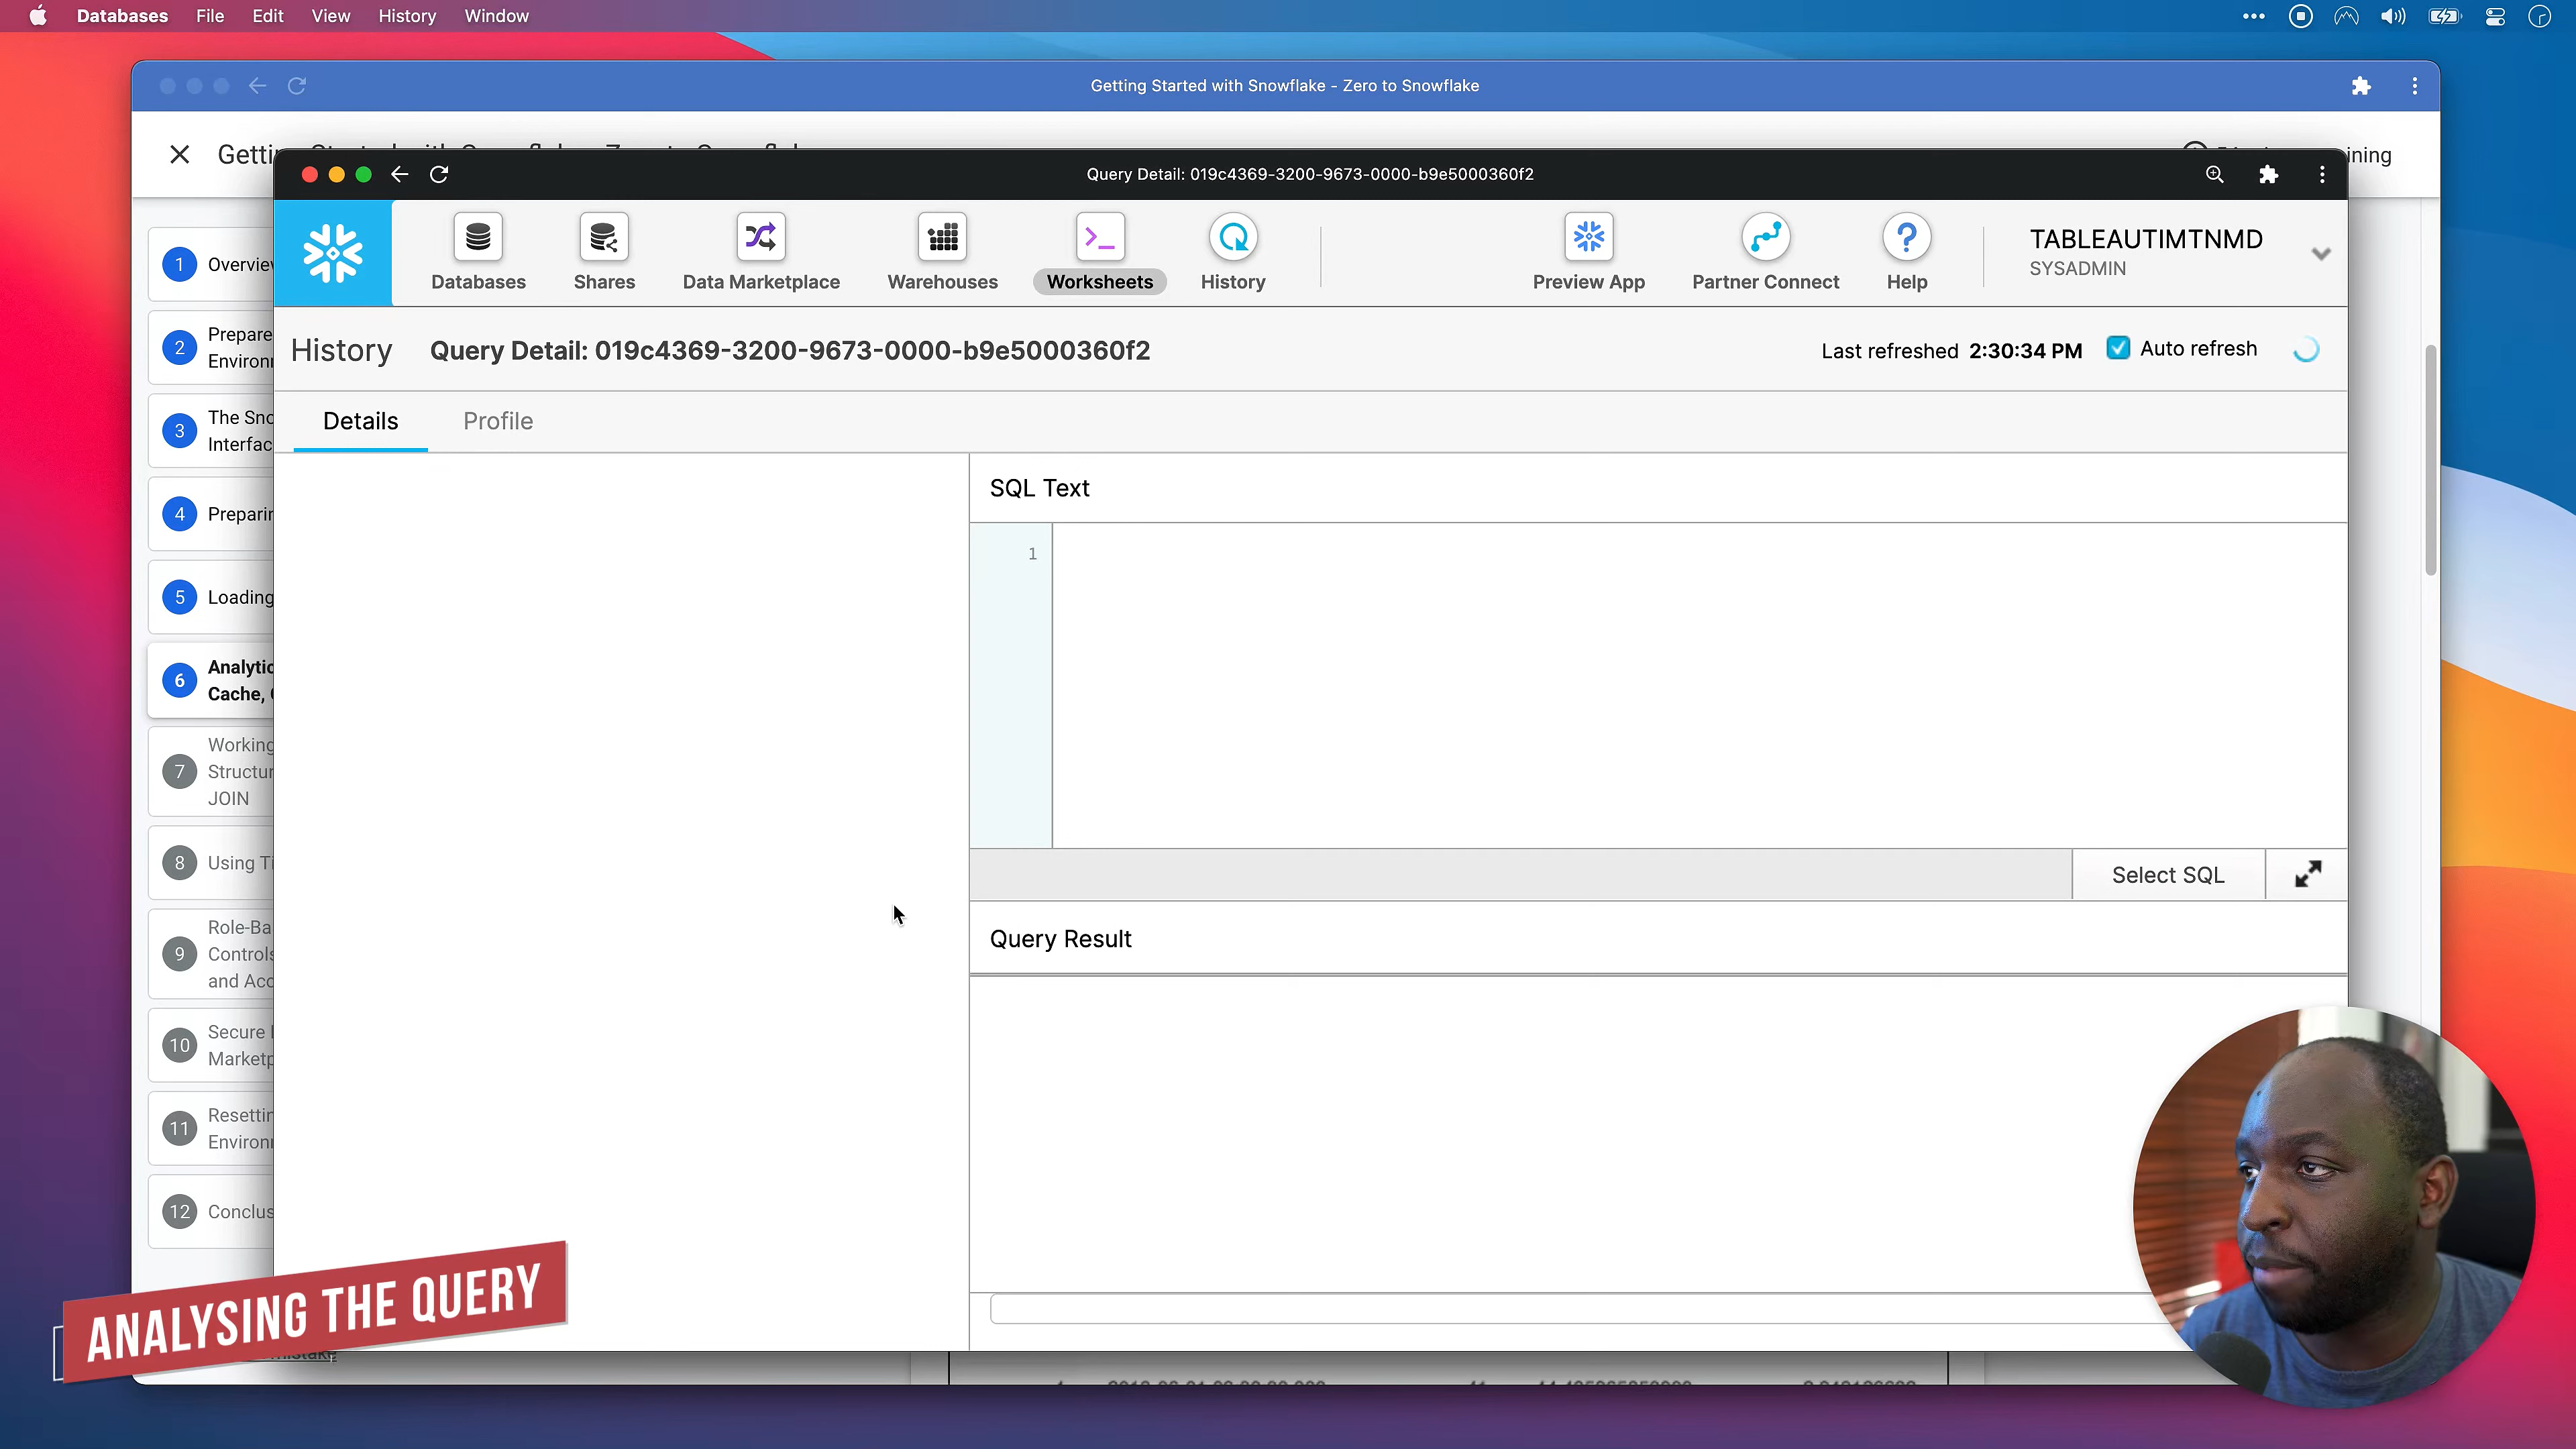 Databases File Edit View History Window
Getting Started with Snowflake - Zero to Snowflake
Query Detail: 019c4369-3200-9673-0000-b9e5000360f2
Databases
Shares
Data Marketplace
Warehouses
Worksheets
History
Preview App
Partner Connect
Help
TABLEAUTIMTNMD
SYSADMIN
History
Query Detail: 019c4369-3200-9673-0000-b9e5000360f2
Last refreshed 2:30:34 PM
Auto refresh
Details
Profile
SQL Text
1
Select SQL
Query Result
1 Overvie
2 Prepare
Environ
3 The Sno
Interfac
4 Preparin
5 Loading
6 Analytic
Cache,
7 Working
Structur
JOIN
8 Using Ti
9 Role-Ba
Controls
and Acc
10 Secure
Marketp
11 Resettin
Environ
12 Conclus
ANALYSING THE QUERY